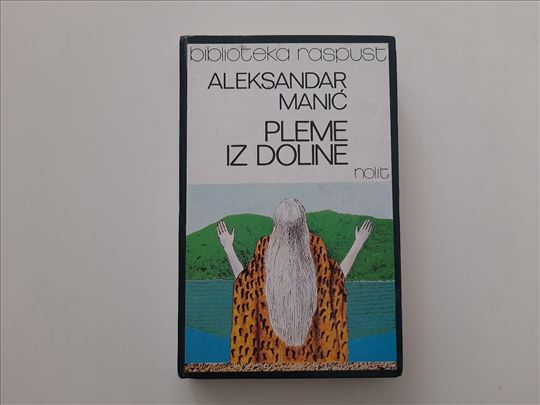 biblioteka raspust
ALEKSANDAR
MANIĆ
PLEME
IZ DOLINE
nolit